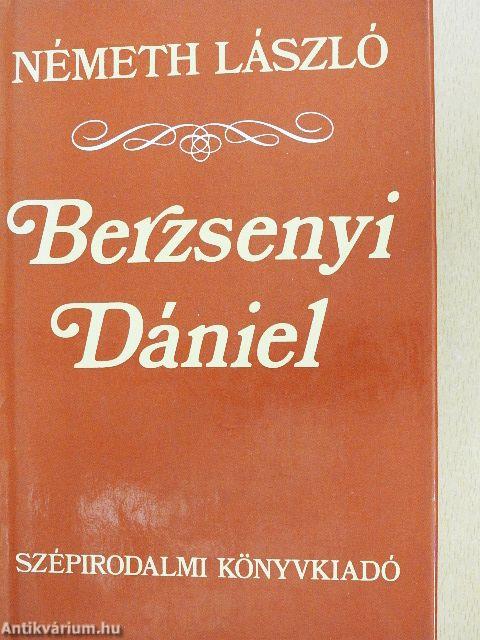 NÉMETH LÁSZLÓ
Berzsenyi
Dániel
SZÉPIRODALMI KÖNYVKIADÓ
Antikvárium.hu